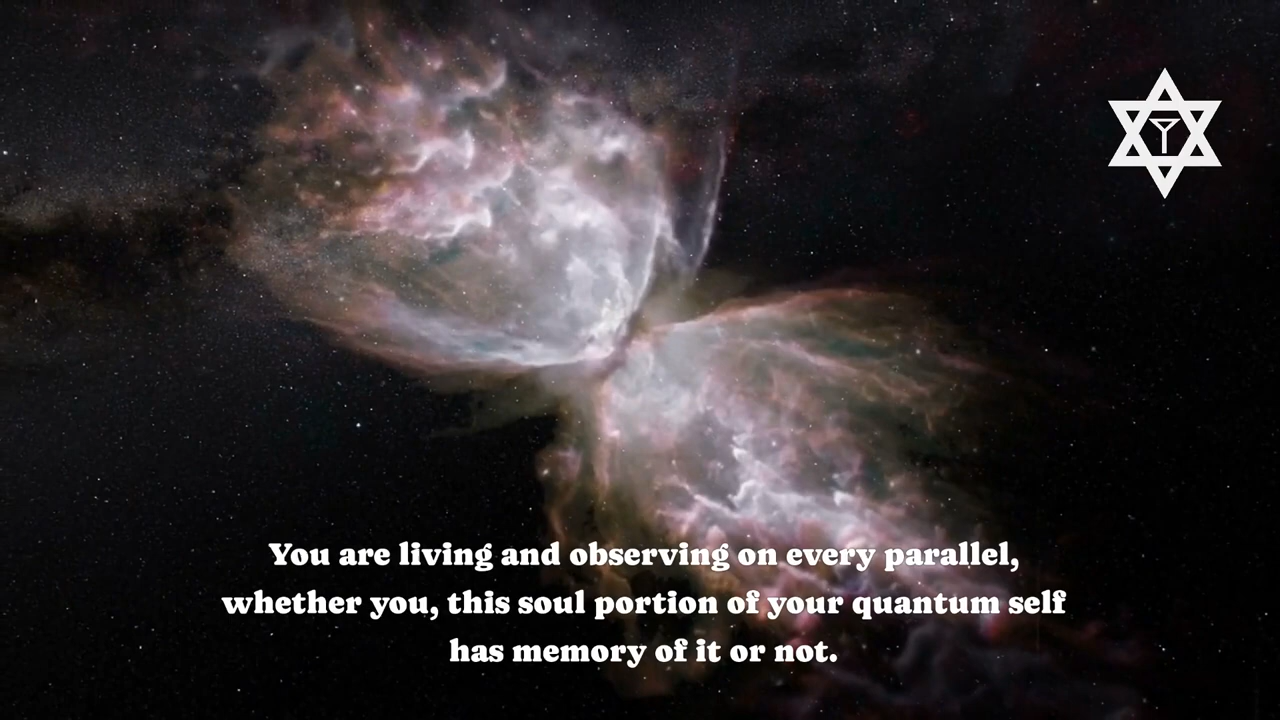 You are living and observing on every parallel,
whether you, this soul portion of your quantum self
has memory of it or not.